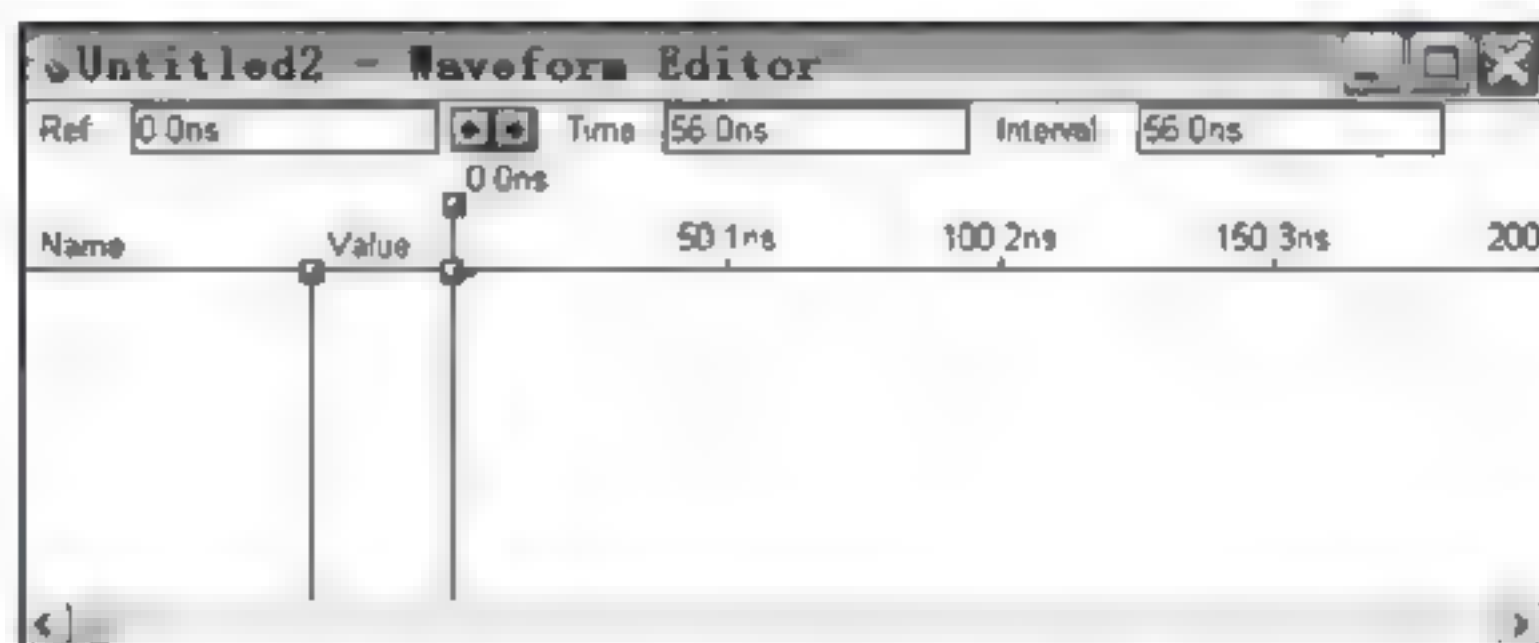 Untitled2 - Waveform Editor
Ref 0.0ns Time 56.0ns Interval 56.0ns
0.0ns
Name Value 50.1ns 100.2ns 150.3ns 200